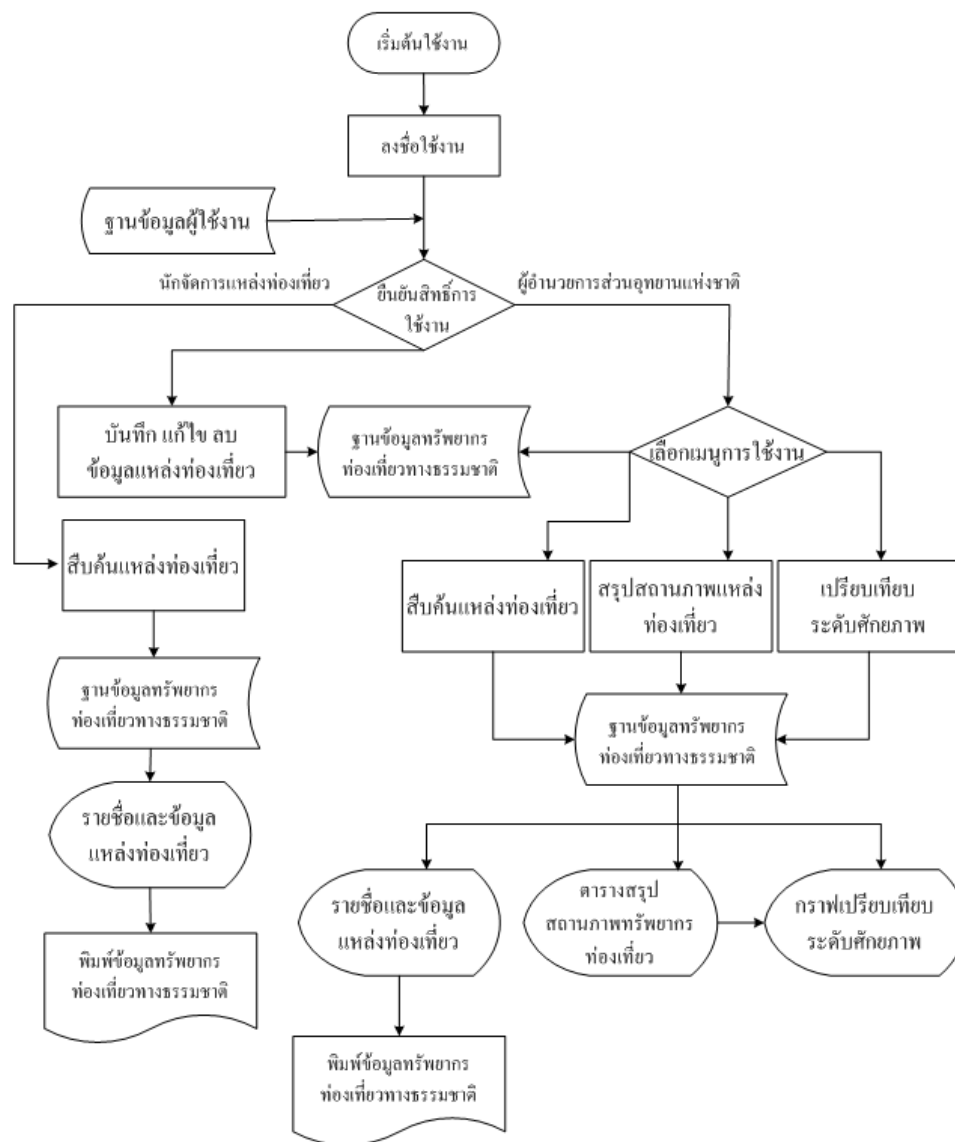 เริ่มต้นใช้งาน
ลงชื่อใช้งาน
ฐานข้อมูลผู้ใช้งาน
นักจัดการแหล่งท่องเที่ยว
ยืนยันสิทธิ์การ
ใช้งาน
ผู้อำนวยการส่วนอุทยานแห่งชาติ
บันทึก แก้ไข ลบ
ข้อมูลแหล่งท่องเที่ยว
ฐานข้อมูลทรัพยากร
ท่องเที่ยวทางธรรมชาติ
เลือกเมนูการใช้งาน
สืบค้นแหล่งท่องเที่ยว
สืบค้นแหล่งท่องเที่ยว
สรุปสถานภาพแหล่ง
ท่องเที่ยว
เปรียบเทียบ
ระดับศักยภาพ
ฐานข้อมูลทรัพยากร
ท่องเที่ยวทางธรรมชาติ
ฐานข้อมูลทรัพยากร
ท่องเที่ยวทางธรรมชาติ
รายชื่อและข้อมูล
แหล่งท่องเที่ยว
รายชื่อและข้อมูล
แหล่งท่องเที่ยว
ตารางสรุป
สถานภาพทรัพยากร
ท่องเที่ยว
กราฟเปรียบเทียบ
ระดับศักยภาพ
พิมพ์ข้อมูลทรัพยากร
ท่องเที่ยวทางธรรมชาติ
พิมพ์ข้อมูลทรัพยากร
ท่องเที่ยวทางธรรมชาติ